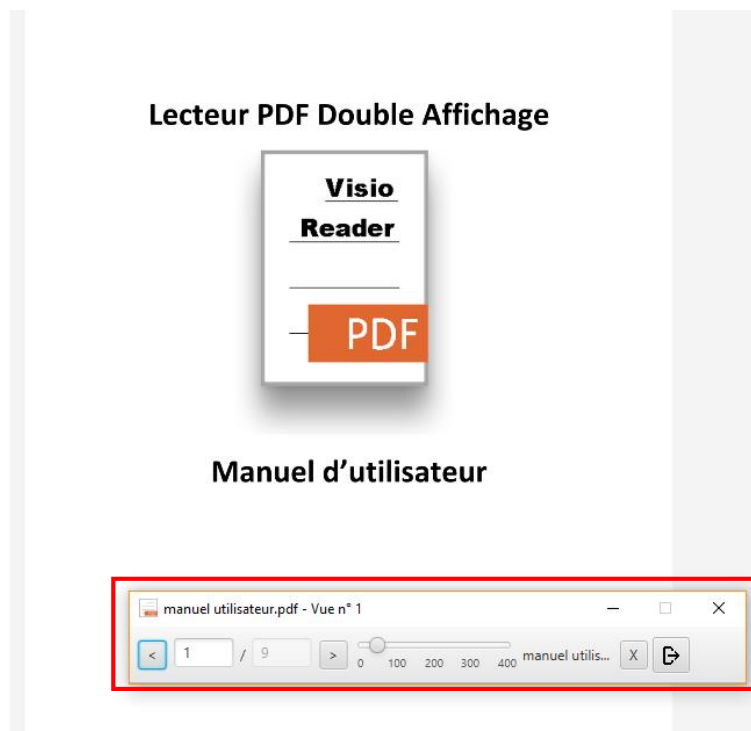 Lecteur PDF Double Affichage
Visio
Reader
PDF
Manuel d’utilisateur
manuel utilisateur.pdf - Vue n° 1
< 1 / 9 > 0 100 200 300 400 manuel utilis... X